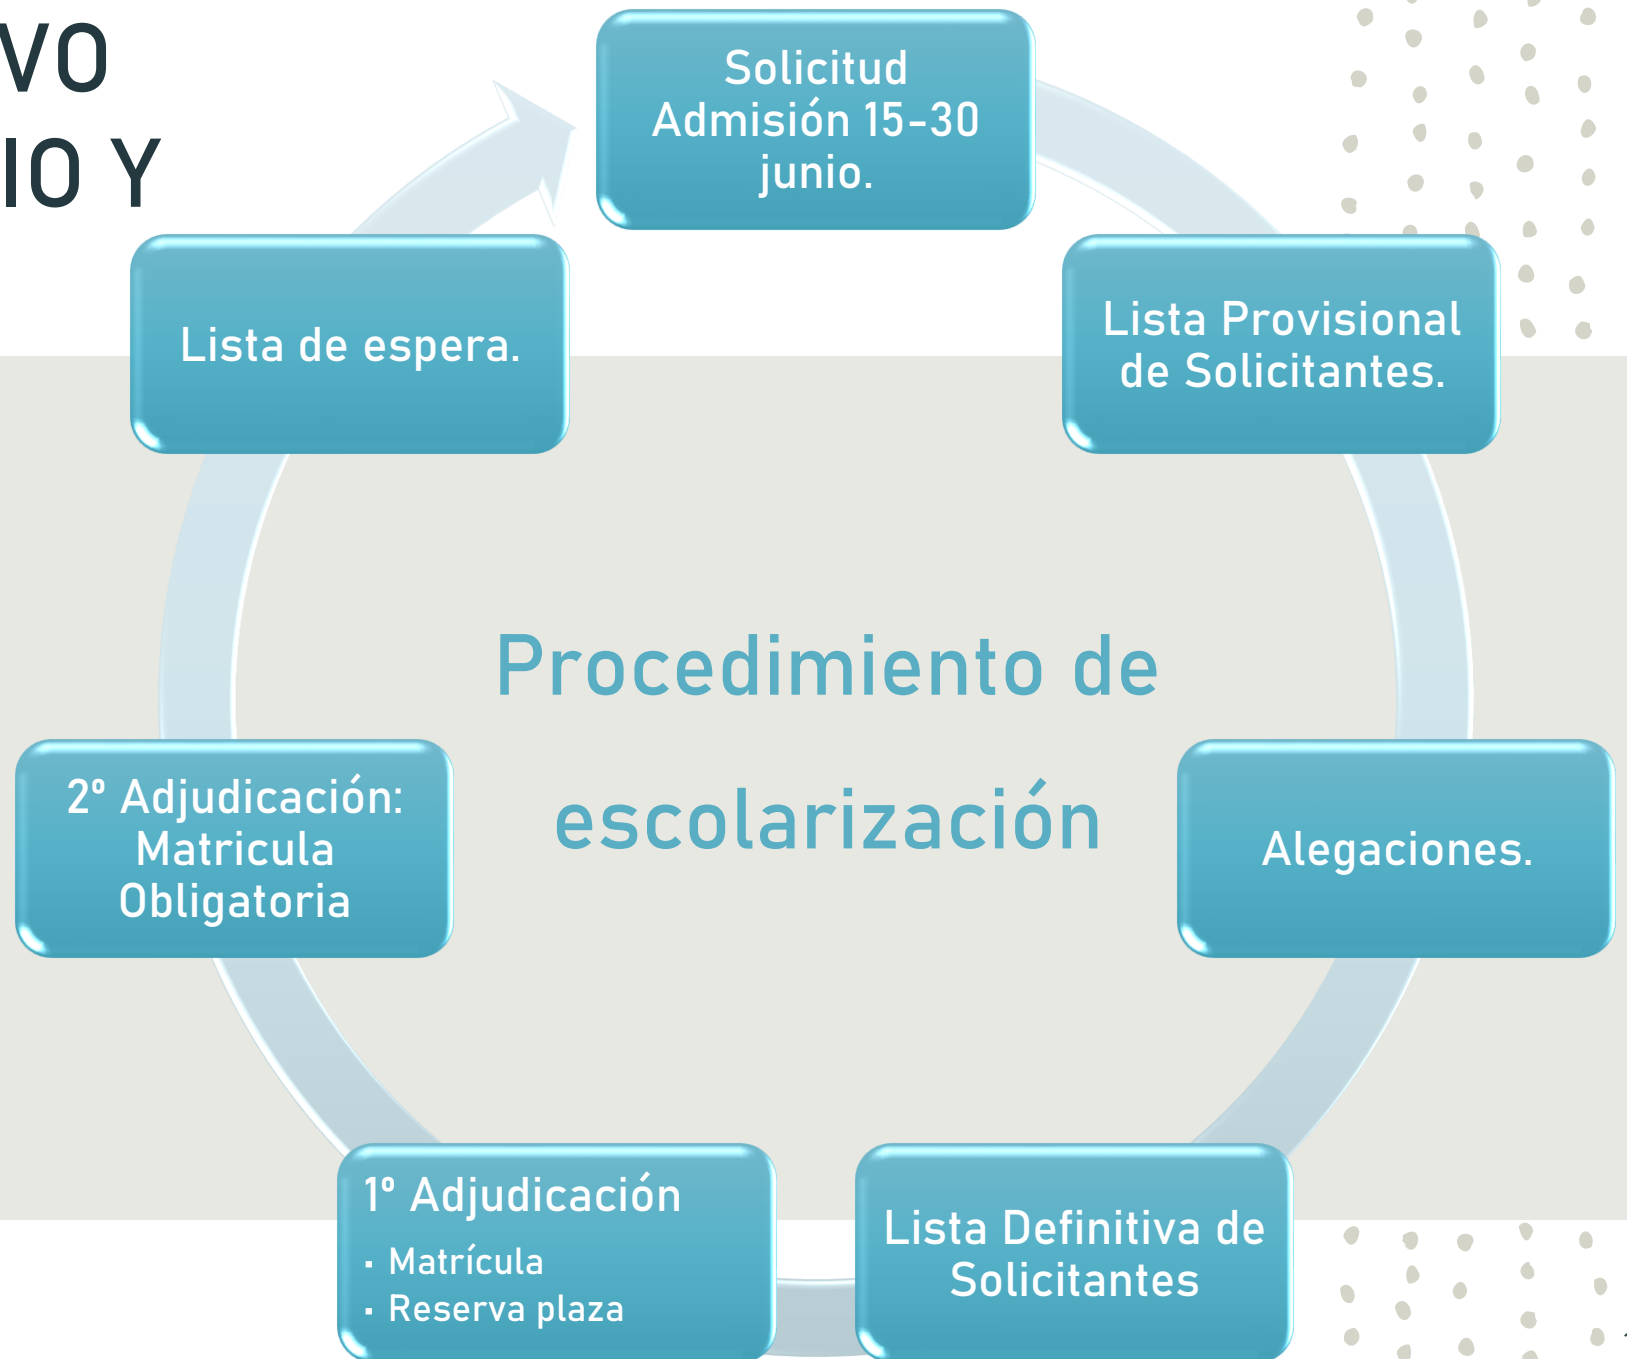 VO
IO Y
Solicitud
Admisión 15-30
junio.
Lista Provisional
de Solicitantes.
Alegaciones.
Lista Definitiva de
Solicitantes
1º Adjudicación
▪ Matrícula
▪ Reserva plaza
2º Adjudicación:
Matricula
Obligatoria
Lista de espera.
Procedimiento de
escolarización